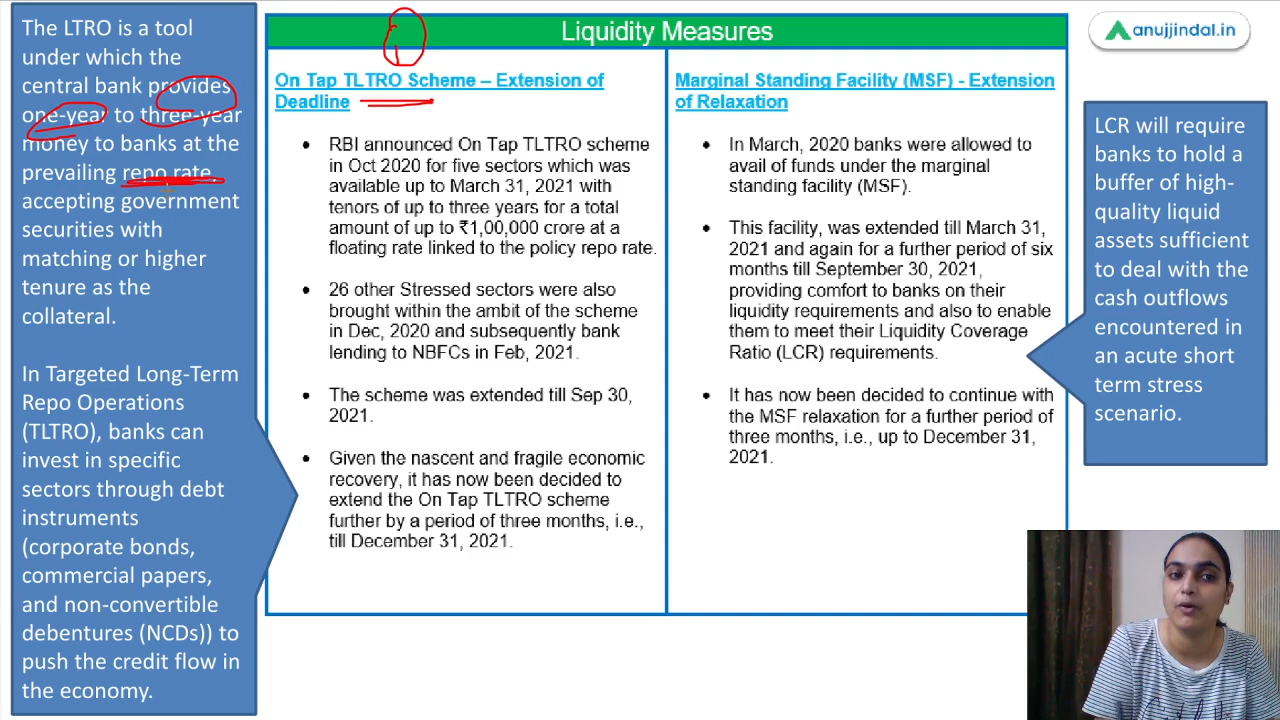 The LTRO is a tool
under which the
central bank provides
one-year to three-year
money to banks at the
prevailing repo rate,
accepting government
securities with
matching or higher
tenure as the
collateral.
In Targeted Long-Term
Repo Operations
(TLTRO), banks can
invest in specific
sectors through debt
instruments
(corporate bonds,
commercial papers,
and non-convertible
debentures (NCDs)) to
push the credit flow in
the economy.
Liquidity Measures
On Tap TLTRO Scheme – Extension of
Deadline
• RBI announced On Tap TLTRO scheme
in Oct 2020 for five sectors which was
available up to March 31, 2021 with
tenors of up to three years for a total
amount of up to ₹1,00,000 crore at a
floating rate linked to the policy repo rate.
• 26 other Stressed sectors were also
brought within the ambit of the scheme
in Dec, 2020 and subsequently bank
lending to NBFCs in Feb, 2021.
• The scheme was extended till Sep 30,
2021.
• Given the nascent and fragile economic
recovery, it has now been decided to
extend the On Tap TLTRO scheme
further by a period of three months, i.e.,
till December 31, 2021.
Marginal Standing Facility (MSF) - Extension
of Relaxation
• In March, 2020 banks were allowed to
avail of funds under the marginal
standing facility (MSF).
• This facility, was extended till March 31,
2021 and again for a further period of six
months till September 30, 2021,
providing comfort to banks on their
liquidity requirements and also to enable
them to meet their Liquidity Coverage
Ratio (LCR) requirements.
• It has now been decided to continue with
the MSF relaxation for a further period of
three months, i.e., up to December 31,
2021.
anujjindal.in
LCR will require
banks to hold a
buffer of high-
quality liquid
assets sufficient
to deal with the
cash outflows
encountered in
an acute short
term stress
scenario.